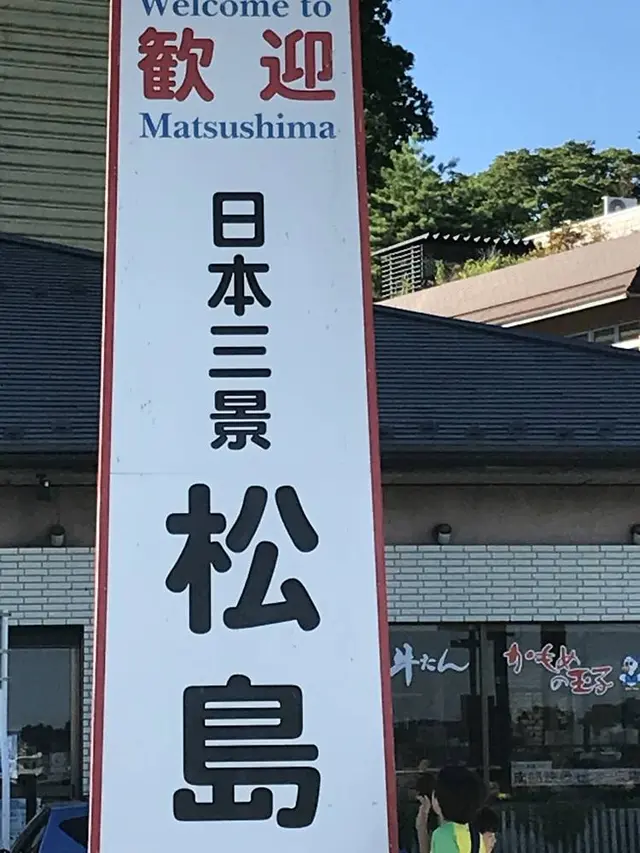 Welcome to
歓迎
Matsushima
日本三景
松島
牛たん
かもめ
の玉子